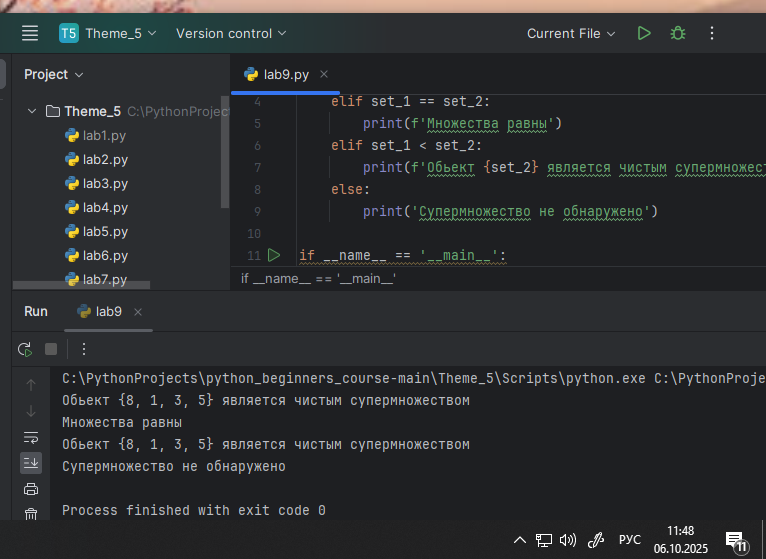 T5 Theme_5 Version control Current File
Project
lab9.py
Theme_5 C:\PythonProjec
lab1.py
lab2.py
lab3.py
lab4.py
lab5.py
lab6.py
lab7.py
4 elif set_1 == set_2:
5 print(f'Множества равны')
6 elif set_1 < set_2:
7 print(f'Обьект {set_2} является чистым супермножест
8 else:
9 print('Супермножество не обнаружено')
10
11 if __name__ == '__main__':
if __name__ == '__main__'
Run lab9
C:\PythonProjects\python_beginners_course-main\Theme_5\Scripts\python.exe C:\PythonProje
Обьект {8, 1, 3, 5} является чистым супермножеством
Множества равны
Обьект {8, 1, 3, 5} является чистым супермножеством
Супермножество не обнаружено
Process finished with exit code 0
РУС
11:48
06.10.2025
11